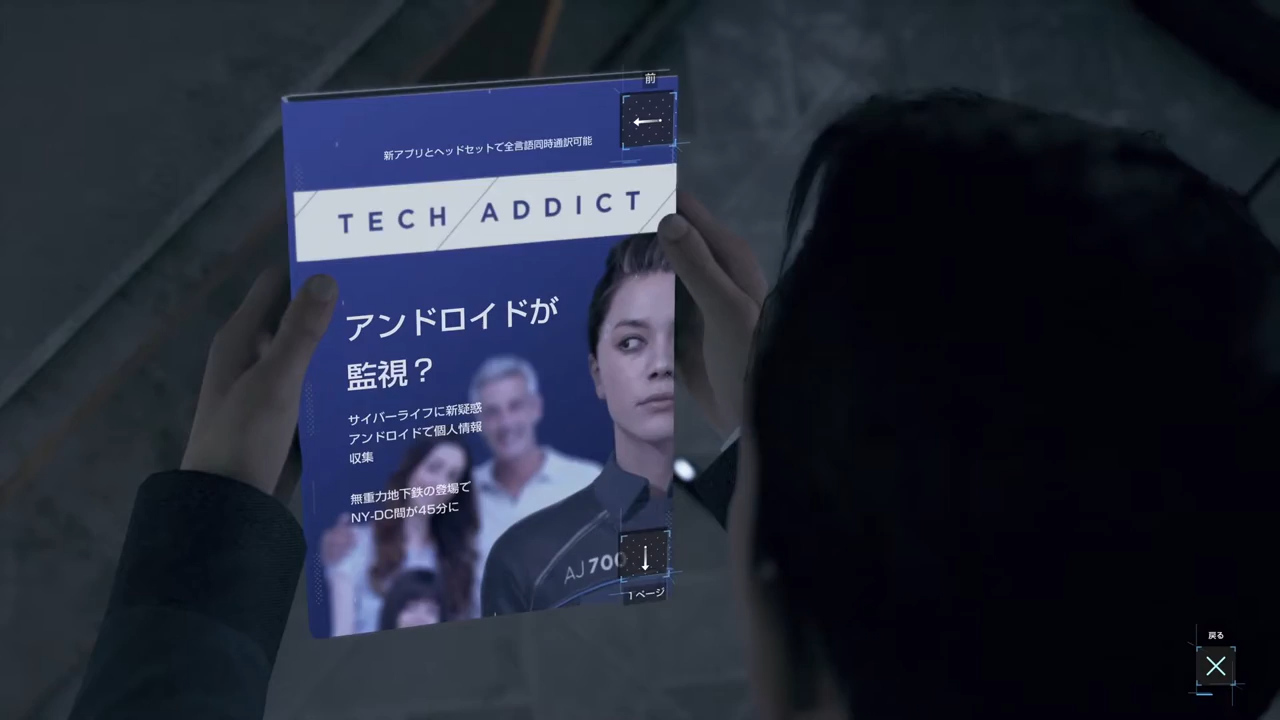 前
新アプリとヘッドセットで全言語同時通訳可能
TECH ADDICT
アンドロイドが
監視？
サイバーライフに新疑惑
アンドロイドで個人情報
収集
無重力地下鉄の登場で
NY-DC間が45分に
AJ700
1ページ
戻る